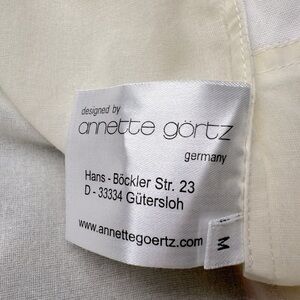 designed by
annette görtz
germany
Hans - Böckler Str. 23
D - 33334 Gütersloh
www.annettegoertz.com
M